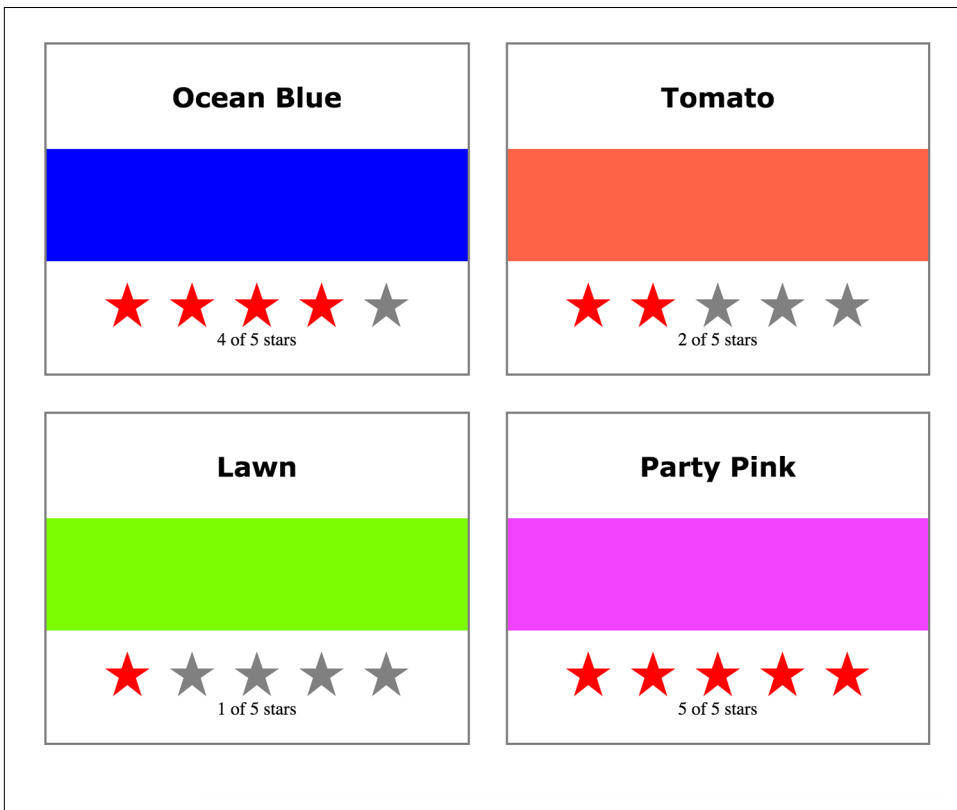 Ocean Blue
4 of 5 stars
Tomato
2 of 5 stars
Lawn
1 of 5 stars
Party Pink
5 of 5 stars